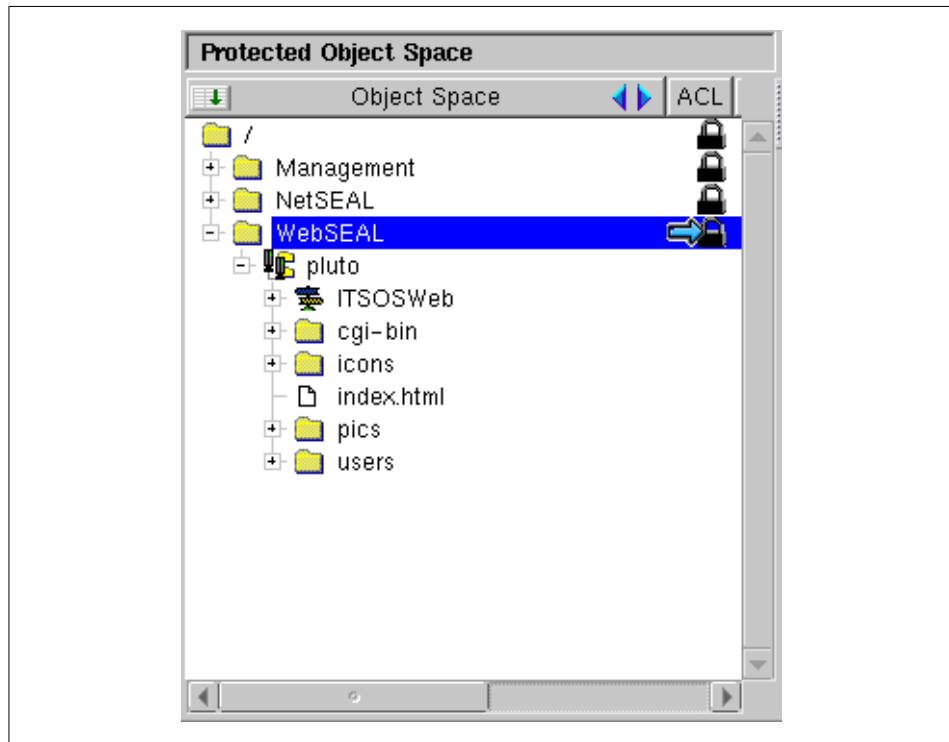 Protected Object Space
Object Space ACL
/
Management
NetSEAL
WebSEAL
pluto
ITSOSWeb
cgi-bin
icons
index.html
pics
users